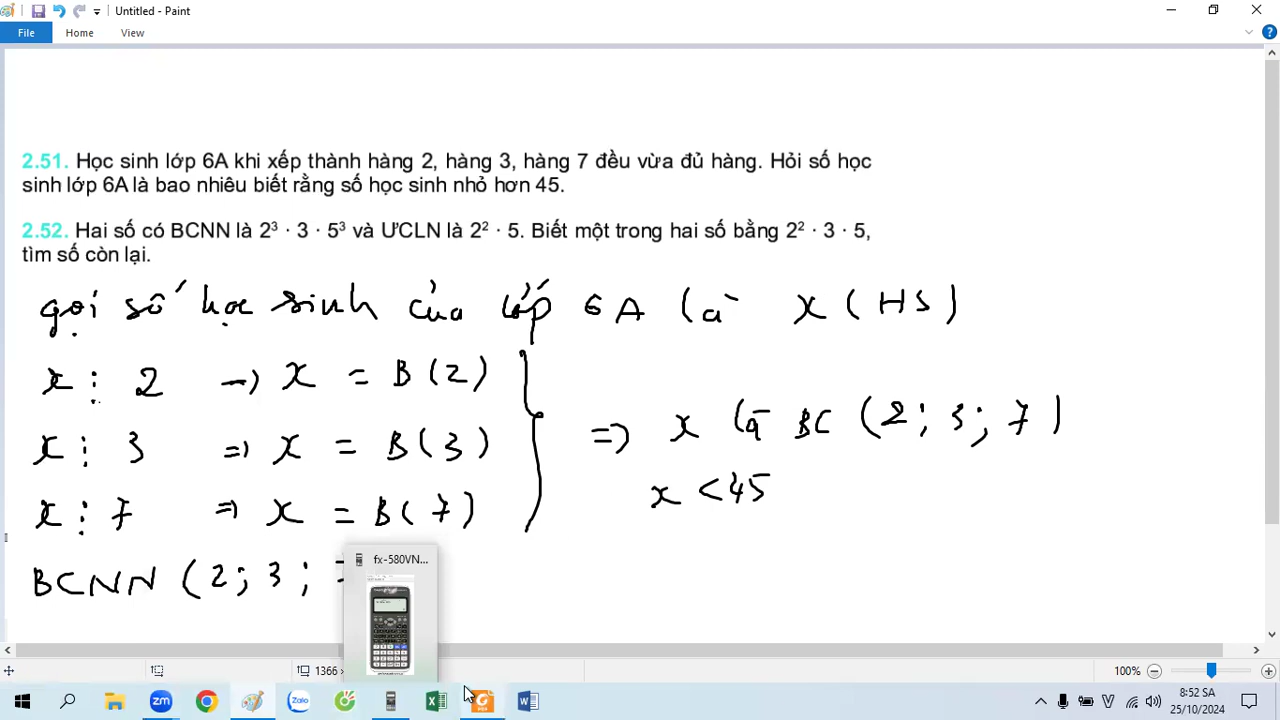 Untitled - Paint
File Home View
2.51. Học sinh lớp 6A khi xếp thành hàng 2, hàng 3, hàng 7 đều vừa đủ hàng. Hỏi số học
sinh lớp 6A là bao nhiêu biết rằng số học sinh nhỏ hơn 45.
2.52. Hai số có BCNN là 2³ · 3 · 5³ và ƯCLN là 2² · 5. Biết một trong hai số bằng 2² · 3 · 5,
tìm số còn lại.
gọi số học sinh của lớp 6A là x (HS)
x ⋮ 2 => x = B(2)
x ⋮ 3 => x = B(3)
x ⋮ 7 => x = B(7)
=> x là BC (2; 3; 7)
x < 45
BCNN (2; 3;
fx-580VN...
1366 ×
100%
8:52 SA
25/10/2024